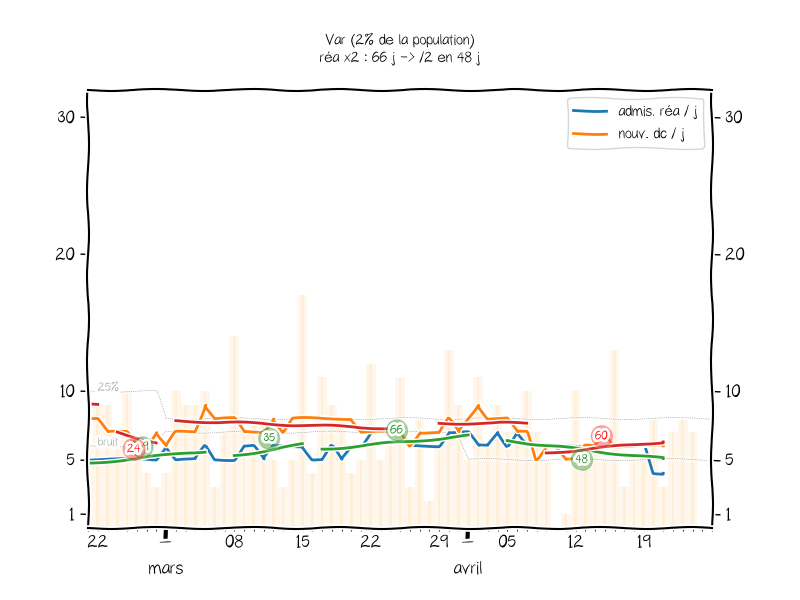 Var (2% de la population)
réa x2 : 66 j -> /2 en 48 j
admis. réa / j
nouv. dc / j
30 30
20 20
10 10
5 5
1 1
25%
bruit
24
35
66
60
48
22 1 08 15 22 29 1 05 12 19
mars avril